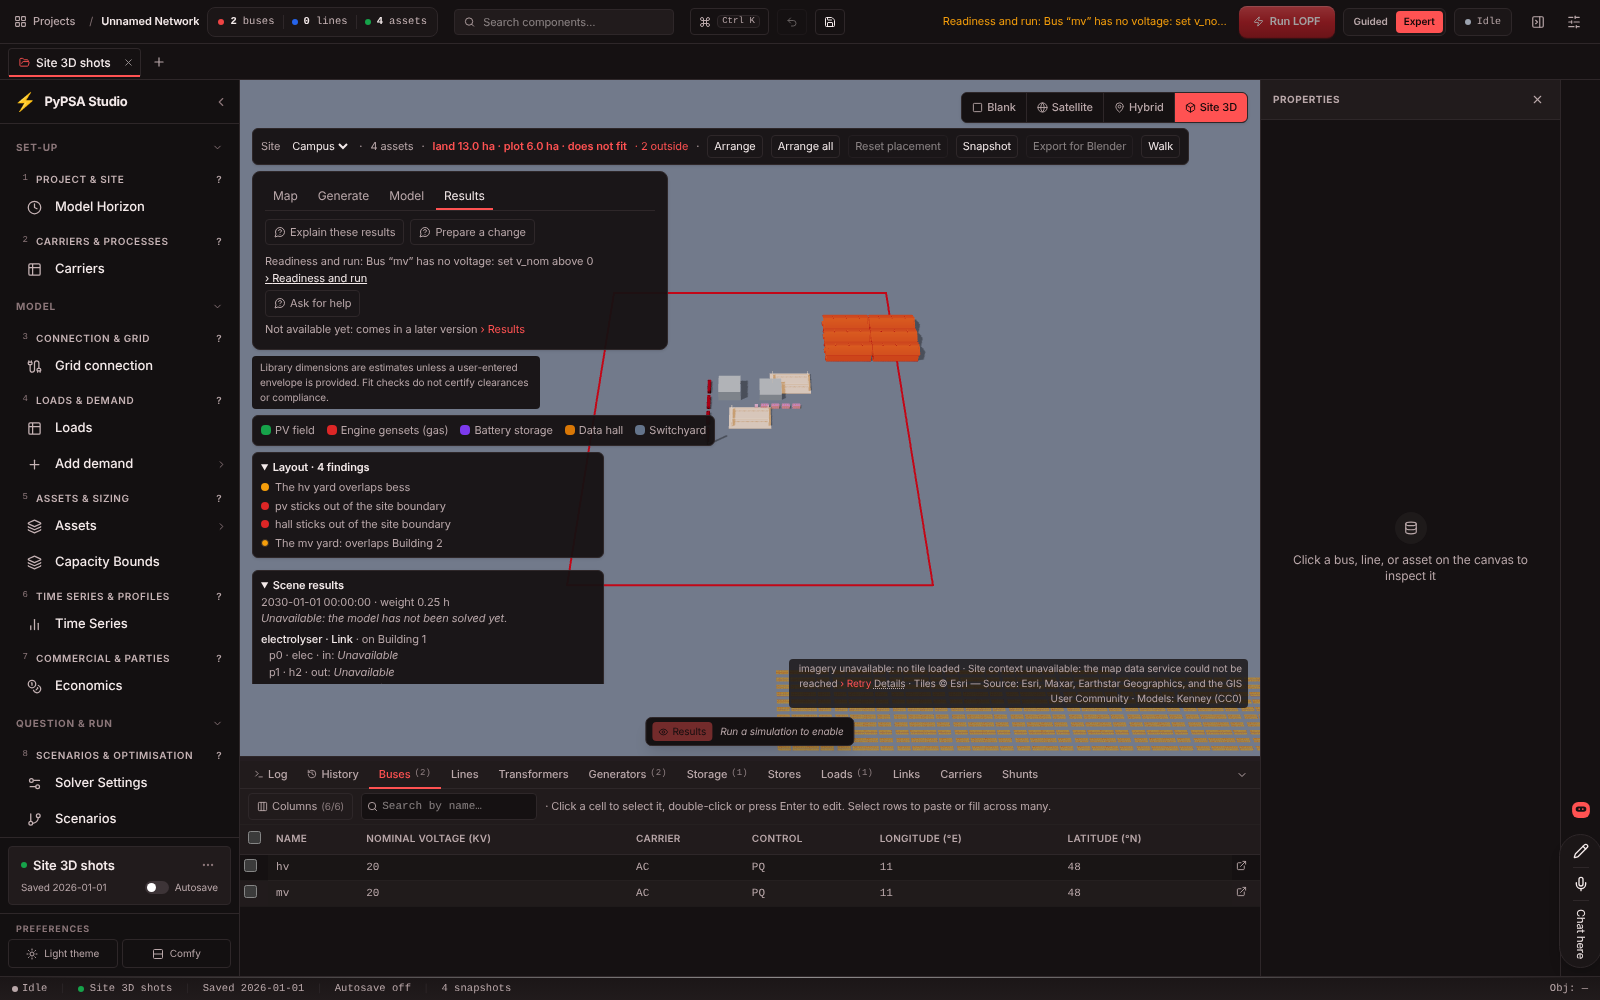 Projects / Unnamed Network
2 buses 0 lines 4 assets
Search components...
Ctrl K
Readiness and run: Bus “mv” has no voltage: set v_no...
Run LOPF
Guided Expert
Idle
Site 3D shots
PyPSA Studio
SET-UP
1 PROJECT & SITE ?
Model Horizon
2 CARRIERS & PROCESSES ?
Carriers
MODEL
3 CONNECTION & GRID ?
Grid connection
4 LOADS & DEMAND ?
Loads
Add demand
5 ASSETS & SIZING ?
Assets
Capacity Bounds
6 TIME SERIES & PROFILES ?
Time Series
7 COMMERCIAL & PARTIES ?
Economics
QUESTION & RUN
8 SCENARIOS & OPTIMISATION ?
Solver Settings
Scenarios
Site 3D shots
Saved 2026-01-01 Autosave
PREFERENCES
Light theme Comfy
Blank Satellite Hybrid Site 3D
Site Campus · 4 assets · land 13.0 ha · plot 6.0 ha · does not fit · 2 outside · Arrange Arrange all Reset placement Snapshot Export for Blender Walk
Map Generate Model Results
Explain these results Prepare a change
Readiness and run: Bus “mv” has no voltage: set v_nom above 0
› Readiness and run
Ask for help
Not available yet: comes in a later version › Results
Library dimensions are estimates unless a user-entered
envelope is provided. Fit checks do not certify clearances
or compliance.
PV field Engine gensets (gas) Battery storage Data hall Switchyard
Layout · 4 findings
The hv yard overlaps bess
pv sticks out of the site boundary
hall sticks out of the site boundary
The mv yard: overlaps Building 2
Scene results
2030-01-01 00:00:00 · weight 0.25 h
Unavailable: the model has not been solved yet.
electrolyser · Link · on Building 1
p0 · elec · in: Unavailable
p1 · h2 · out: Unavailable
imagery unavailable: no tile loaded · Site context unavailable: the map data service could not be
reached › Retry Details · Tiles © Esri — Source: Esri, Maxar, Earthstar Geographics, and the GIS
User Community · Models: Kenney (CC0)
Results Run a simulation to enable
PROPERTIES
Click a bus, line, or asset on the canvas to
inspect it
Log History Buses (2) Lines Transformers Generators (2) Storage (1) Stores Loads (1) Links Carriers Shunts
Columns (6/6) Search by name… · Click a cell to select it, double-click or press Enter to edit. Select rows to paste or fill across many.
NAME NOMINAL VOLTAGE (KV) CARRIER CONTROL LONGITUDE (°E) LATITUDE (°N)
hv 20 AC PQ 11 48
mv 20 AC PQ 11 48
Chat here
Idle Site 3D shots Saved 2026-01-01 Autosave off 4 snapshots Obj: —